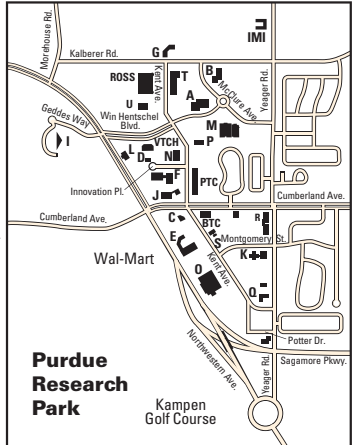 Morehouse Rd.
IMI
Kalberer Rd.
G
Kent Ave.
ROSS
T
B
McClure Ave.
Yeager Rd.
Geddes Way
U
A
Win Hentschel
Blvd.
M
I
VTCH
L
D
N
P
Innovation Pl.
F
PTC
J
Cumberland Ave.
Cumberland Ave.
C
BTC
R
E
S
Montgomery St.
Wal-Mart
Kent Ave.
K
O
Q
Northwestern Ave.
Potter Dr.
Purdue
Research
Park
Yeager Rd.
Sagamore Pkwy.
Kampen
Golf Course